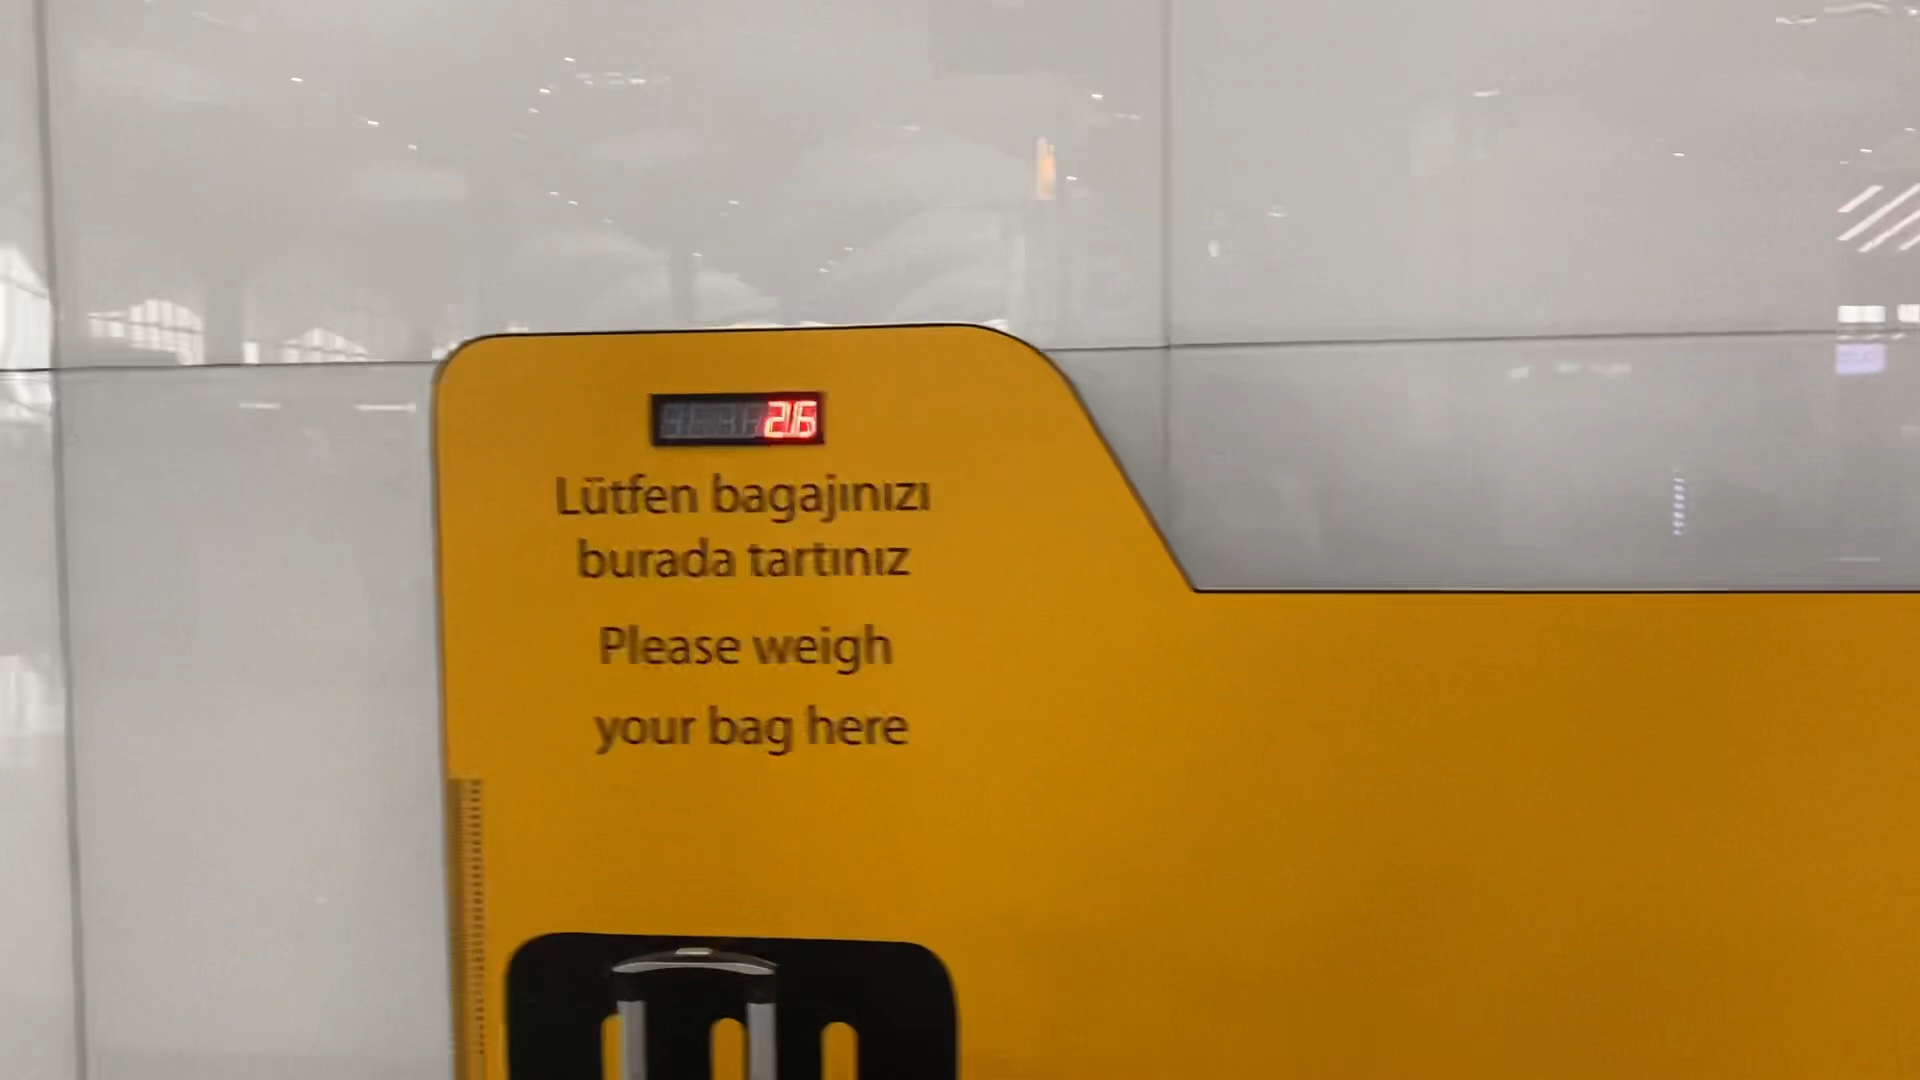 2.6
Lütfen bagajınızı
burada tartınız
Please weigh
your bag here